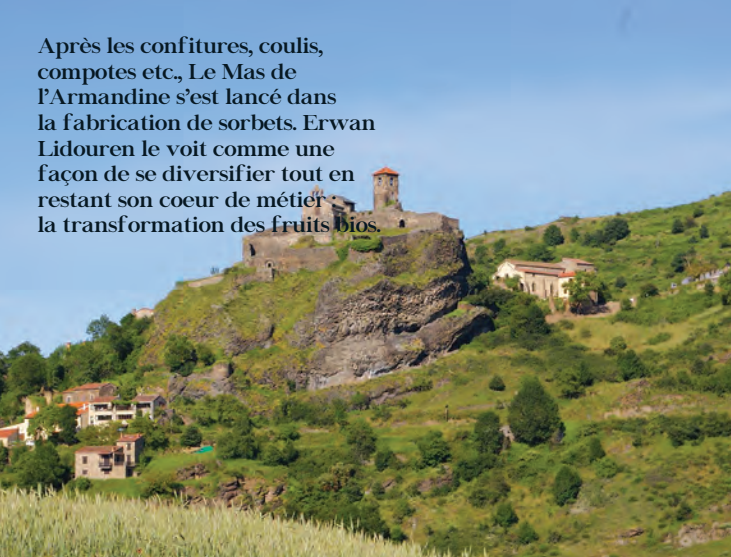 Après les confitures, coulis,
compotes etc., Le Mas de
l’Armandine s’est lancé dans
la fabrication de sorbets. Erwan
Lidouren le voit comme une
façon de se diversifier tout en
restant son coeur de métier :
la transformation des fruits bios.